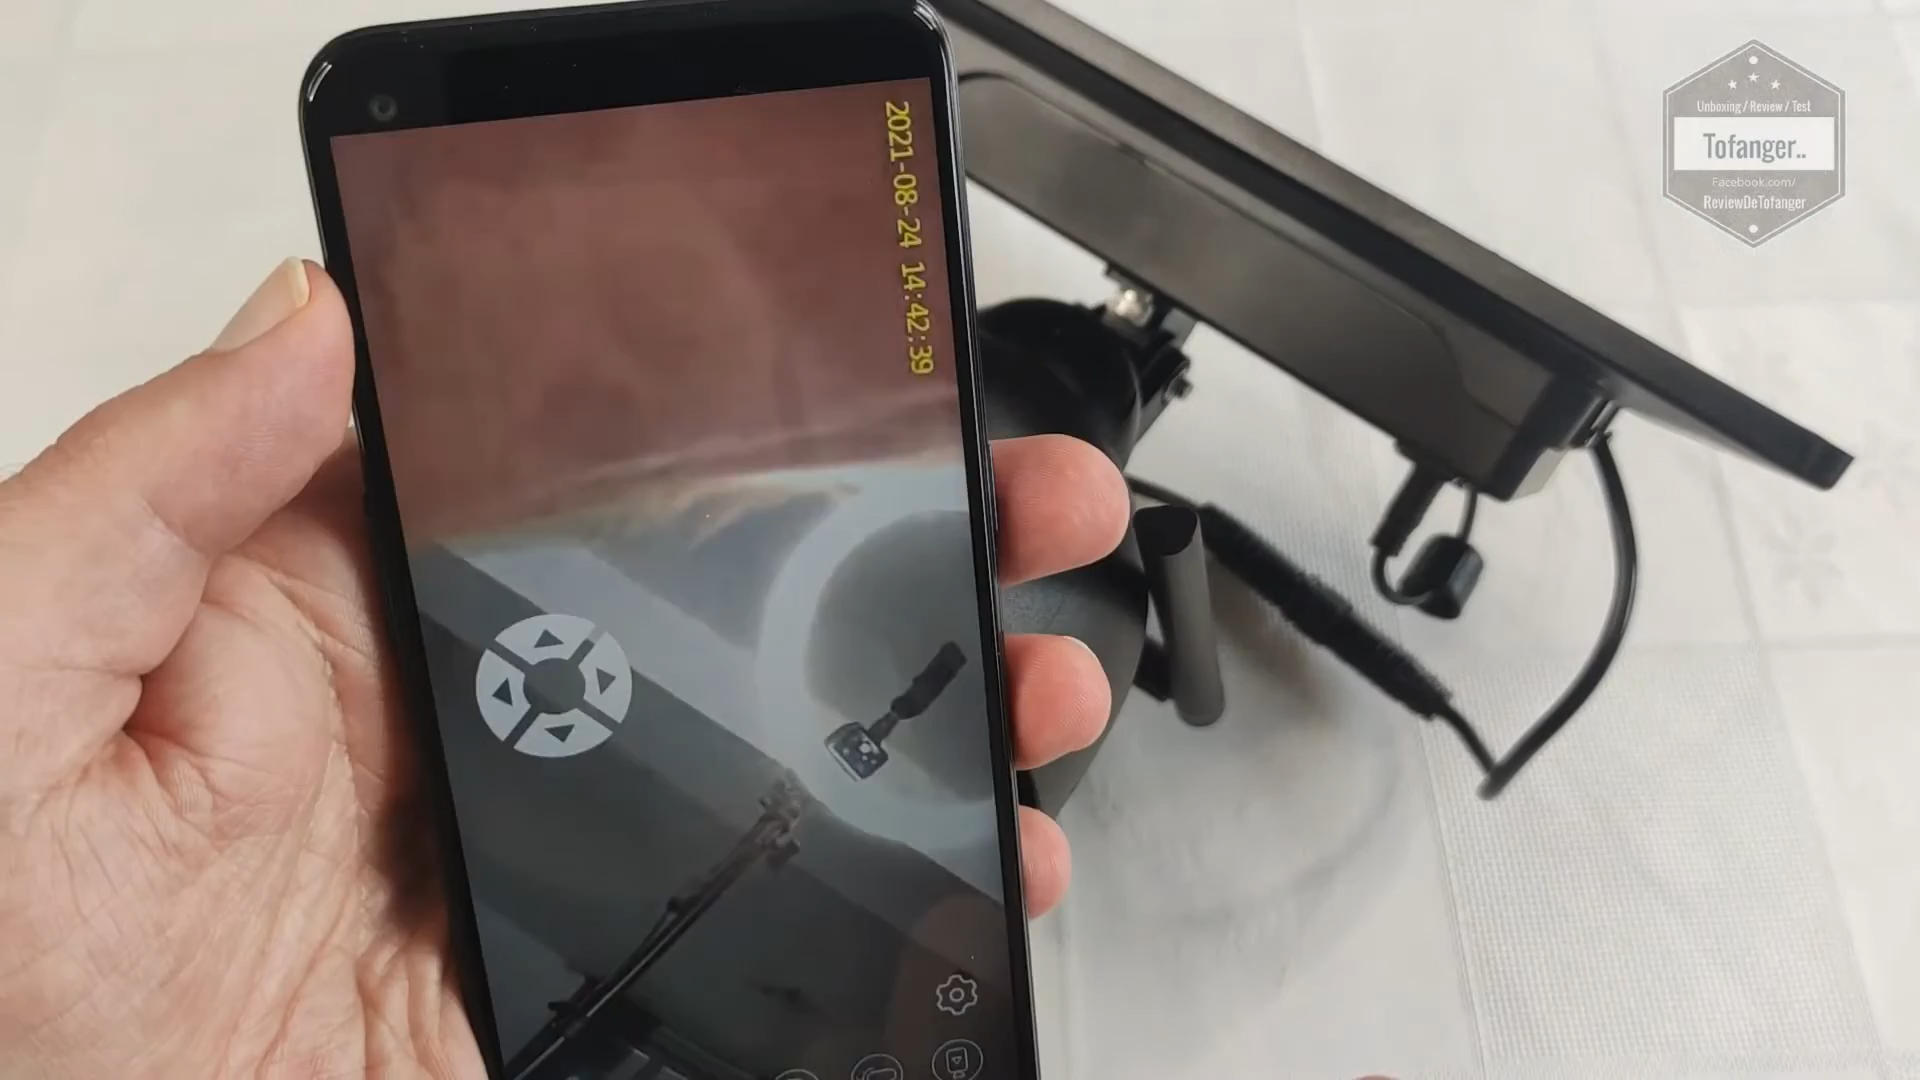 2021-08-24 14:42:39
Unboxing / Review / Test
Tofanger..
Facebook.com/
ReviewDeTofanger